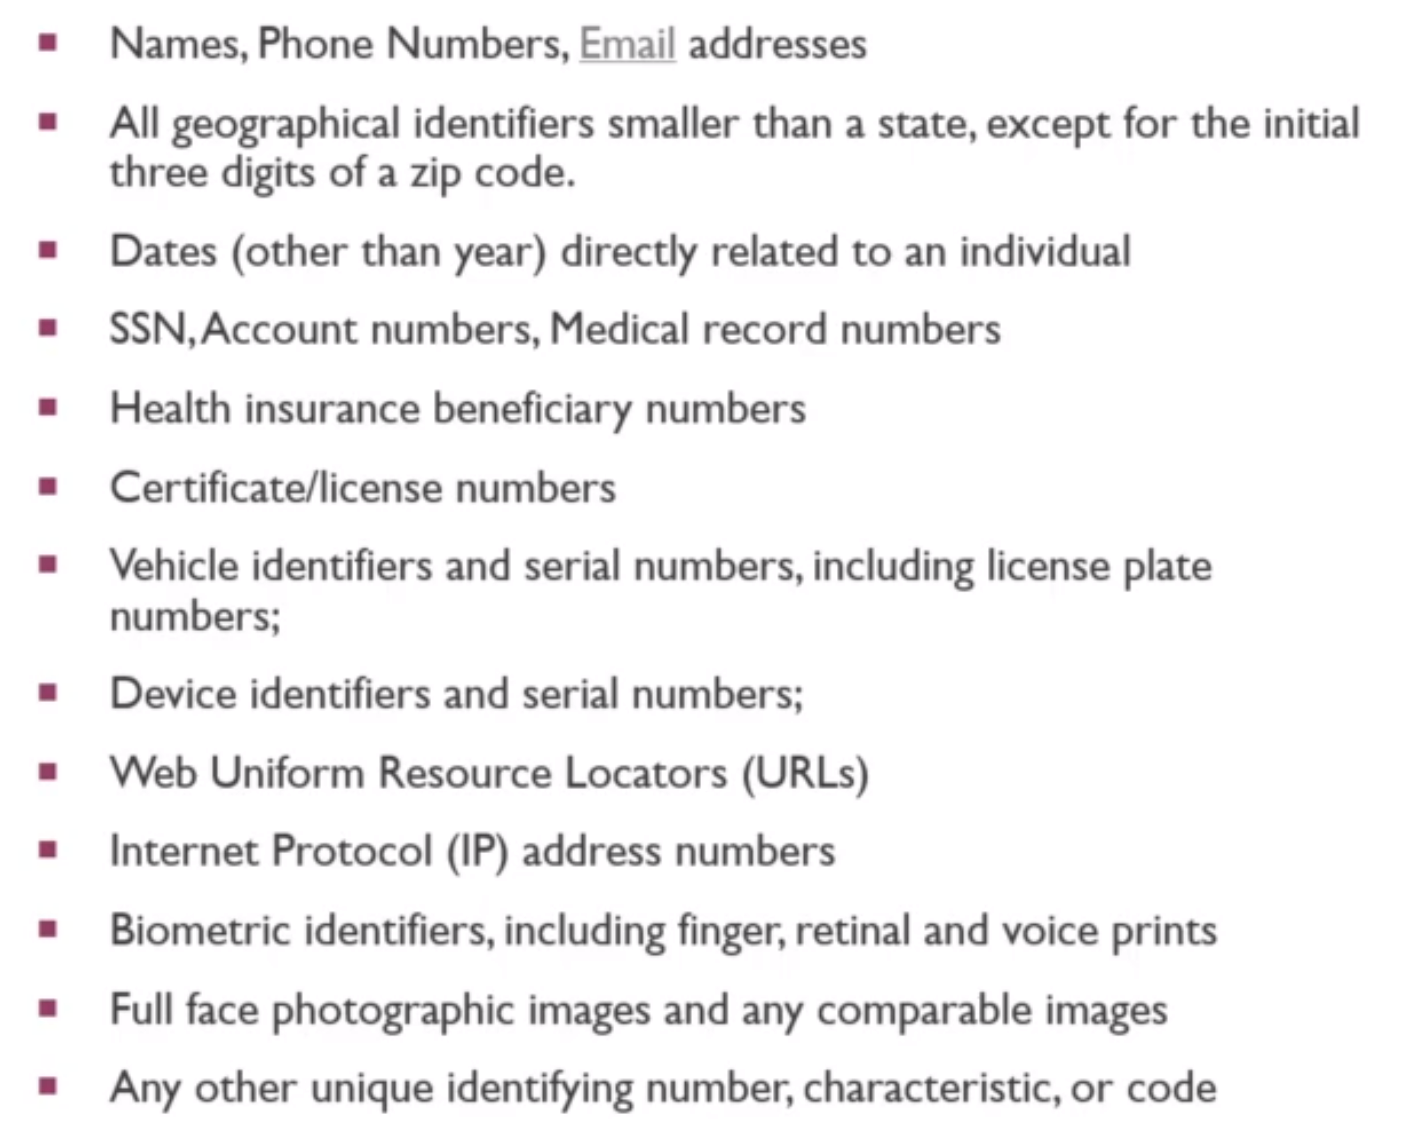 Names, Phone Numbers, Email addresses
All geographical identifiers smaller than a state, except for the initial
three digits of a zip code.
Dates (other than year) directly related to an individual
SSN, Account numbers, Medical record numbers
Health insurance beneficiary numbers
Certificate/license numbers
Vehicle identifiers and serial numbers, including license plate
numbers;
Device identifiers and serial numbers;
Web Uniform Resource Locators (URLs)
Internet Protocol (IP) address numbers
Biometric identifiers, including finger, retinal and voice prints
Full face photographic images and any comparable images
Any other unique identifying number, characteristic, or code